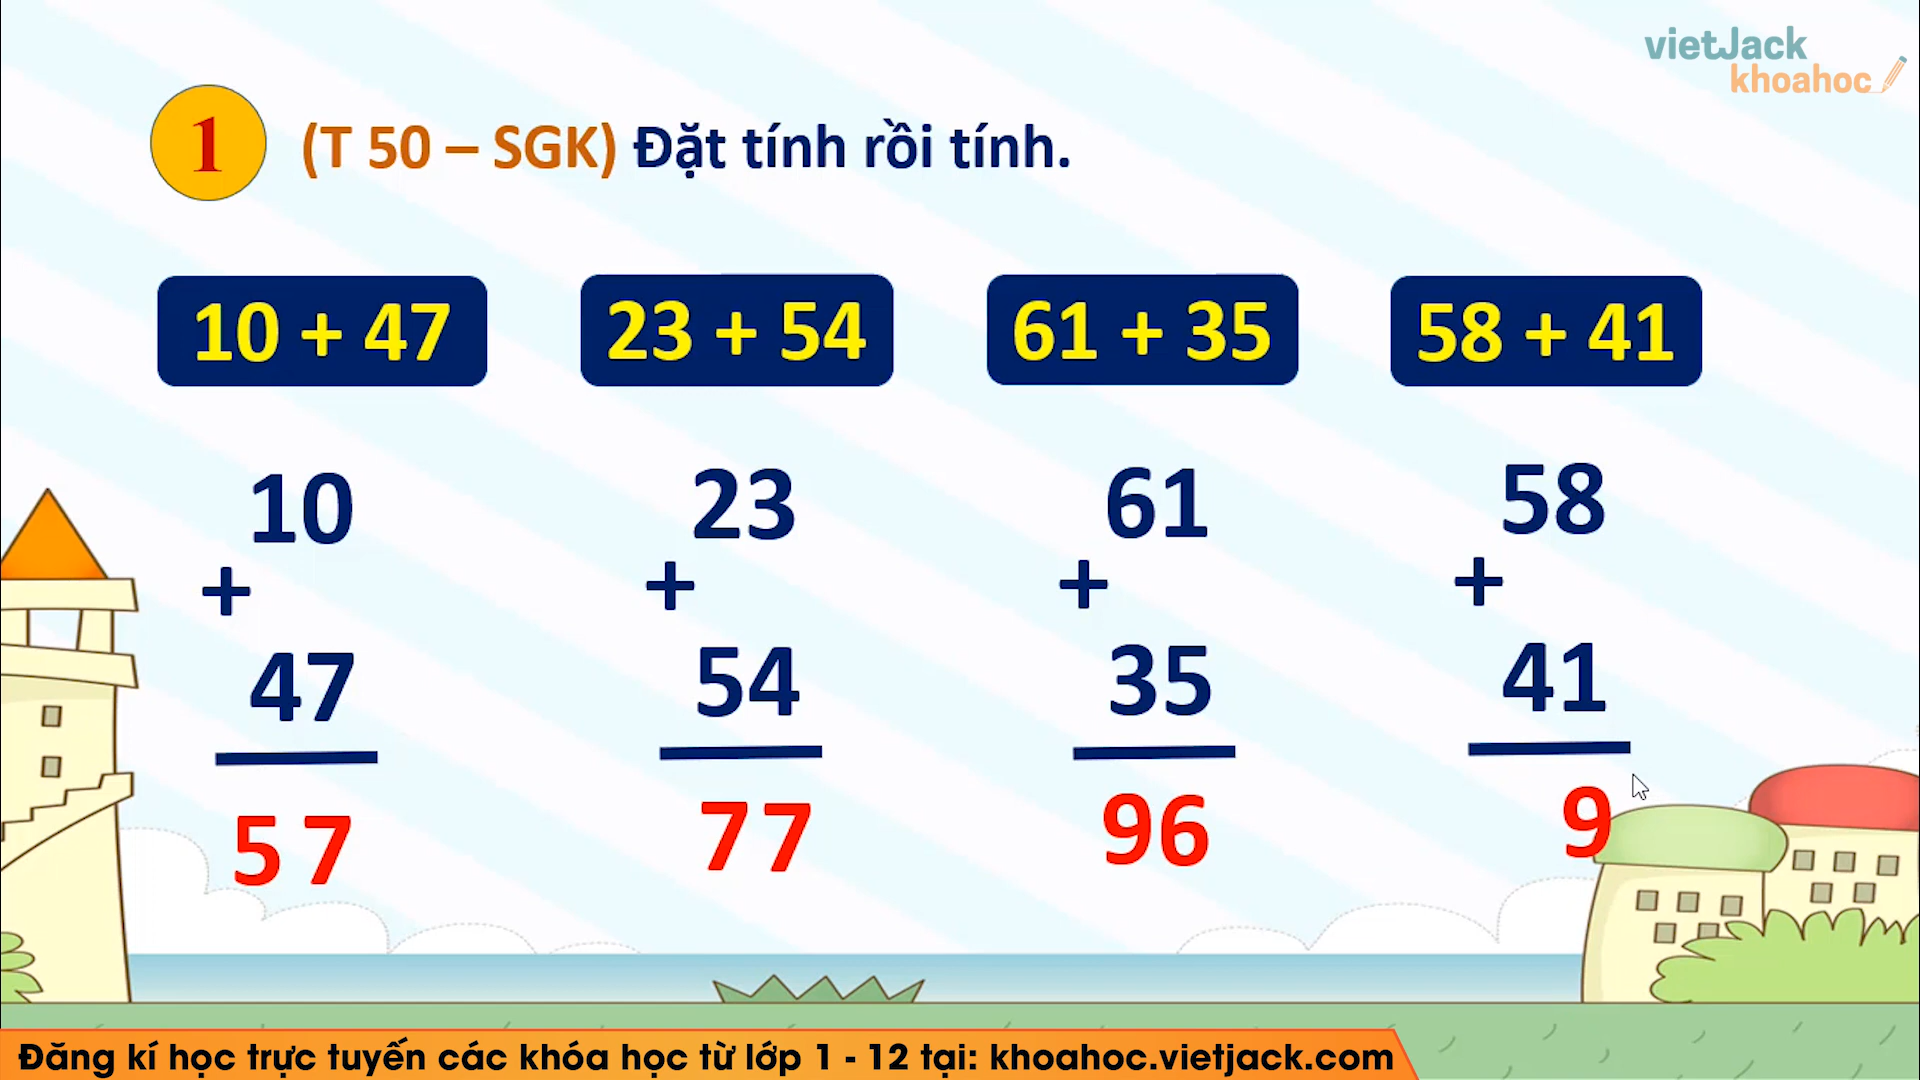 vietJack
khoahoc
1 (T 50 – SGK) Đặt tính rồi tính.
10 + 47 23 + 54 61 + 35 58 + 41
10 23 61 58
+ + + +
47 54 35 41
57 77 96 9
Đăng kí học trực tuyến các khóa học từ lớp 1 - 12 tại: khoahoc.vietjack.com